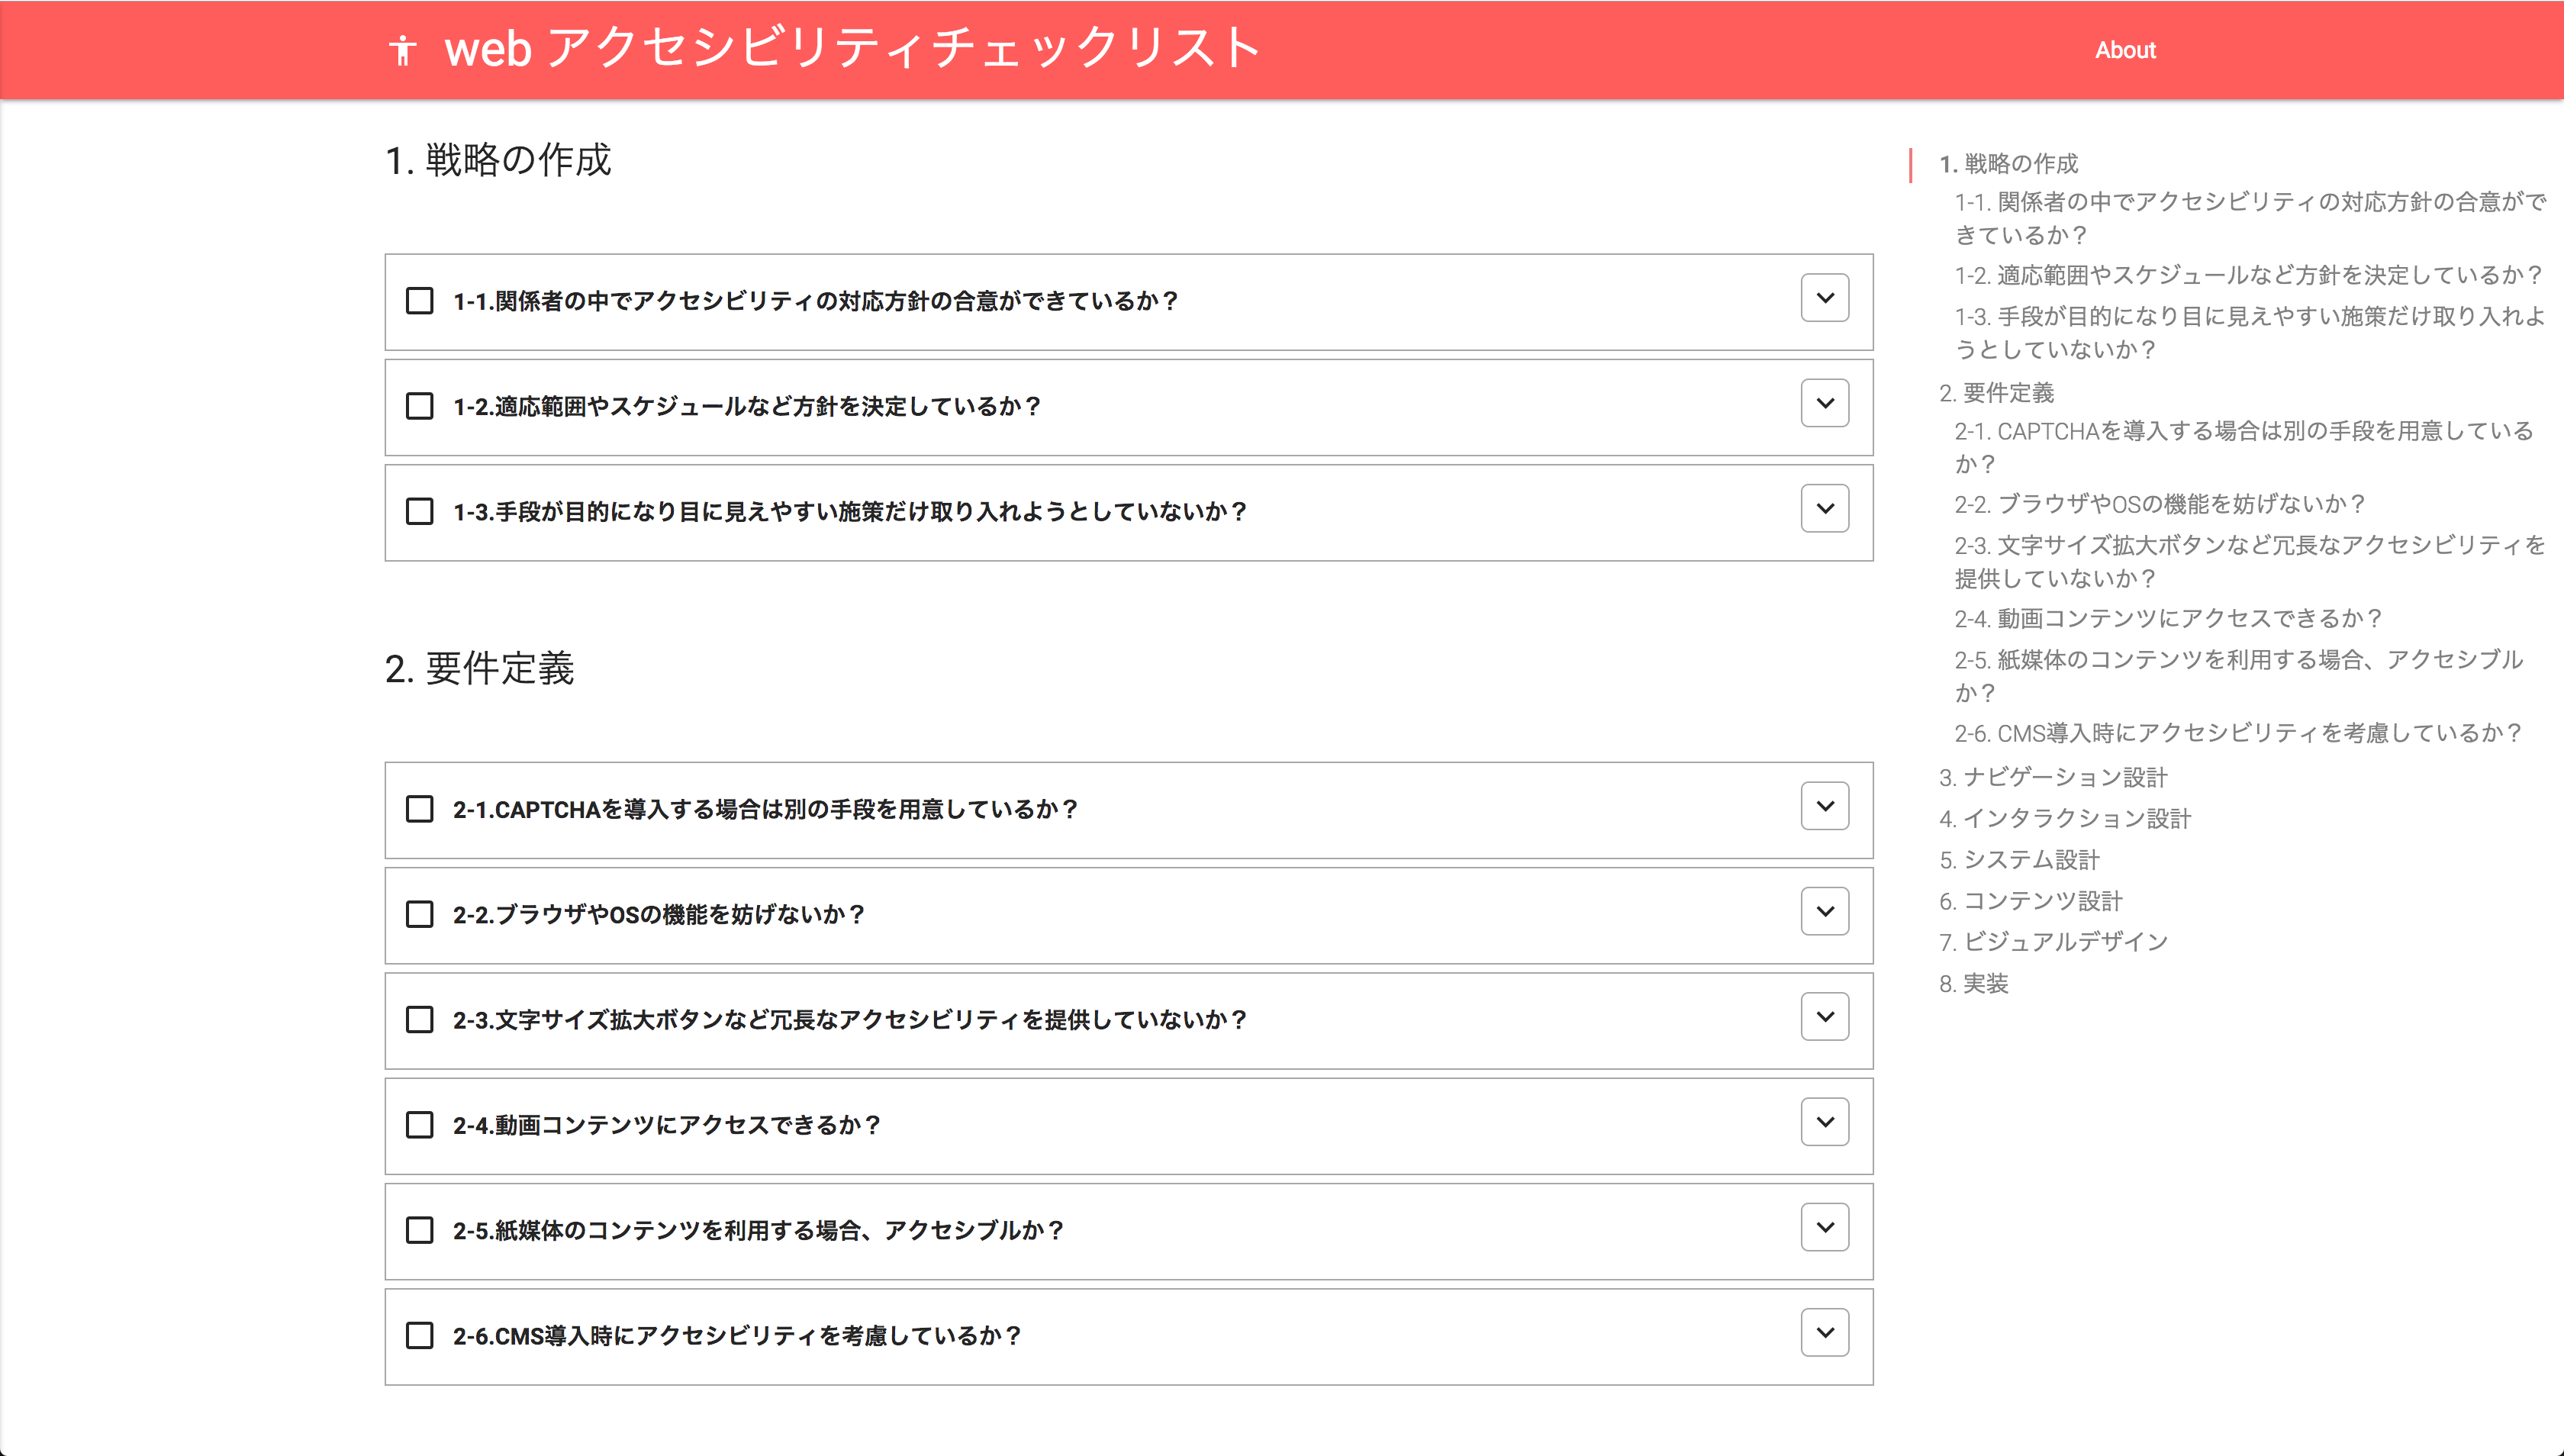 web アクセシビリティチェックリスト
About
1. 戦略の作成
1-1.関係者の中でアクセシビリティの対応方針の合意ができているか？
1-2.適応範囲やスケジュールなど方針を決定しているか？
1-3.手段が目的になり目に見えやすい施策だけ取り入れようとしていないか？
2. 要件定義
2-1.CAPTCHAを導入する場合は別の手段を用意しているか？
2-2.ブラウザやOSの機能を妨げないか？
2-3.文字サイズ拡大ボタンなど冗長なアクセシビリティを提供していないか？
2-4.動画コンテンツにアクセスできるか？
2-5.紙媒体のコンテンツを利用する場合、アクセシブルか？
2-6.CMS導入時にアクセシビリティを考慮しているか？
1. 戦略の作成
1-1. 関係者の中でアクセシビリティの対応方針の合意がで
きているか？
1-2. 適応範囲やスケジュールなど方針を決定しているか？
1-3. 手段が目的になり目に見えやすい施策だけ取り入れよ
うとしていないか？
2. 要件定義
2-1. CAPTCHAを導入する場合は別の手段を用意している
か？
2-2. ブラウザやOSの機能を妨げないか？
2-3. 文字サイズ拡大ボタンなど冗長なアクセシビリティを
提供していないか？
2-4. 動画コンテンツにアクセスできるか？
2-5. 紙媒体のコンテンツを利用する場合、アクセシブル
か？
2-6. CMS導入時にアクセシビリティを考慮しているか？
3. ナビゲーション設計
4. インタラクション設計
5. システム設計
6. コンテンツ設計
7. ビジュアルデザイン
8. 実装